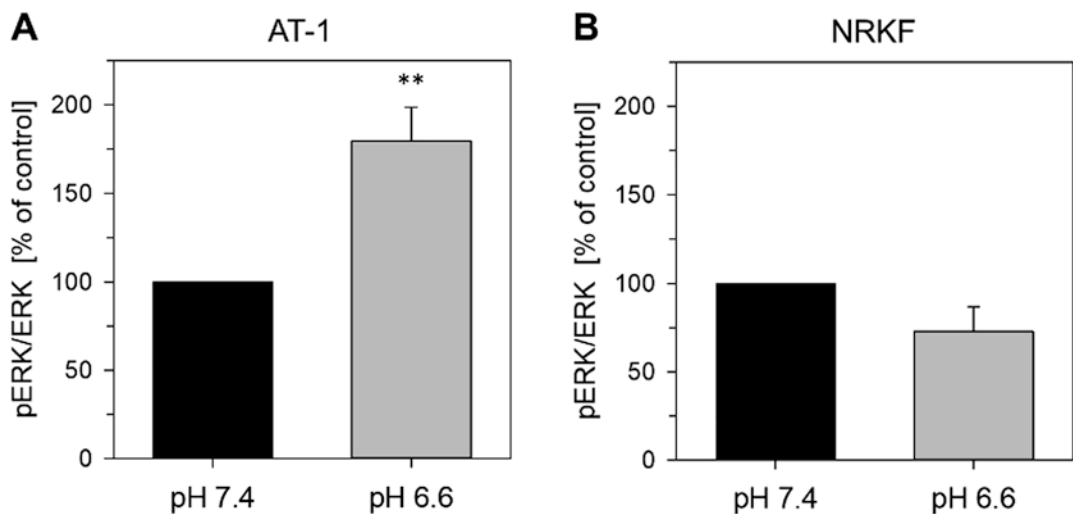 A
AT-1
**
pERK/ERK [% of control]
200
150
100
50
0
pH 7.4
pH 6.6
B
NRKF
pERK/ERK [% of control]
200
150
100
50
0
pH 7.4
pH 6.6